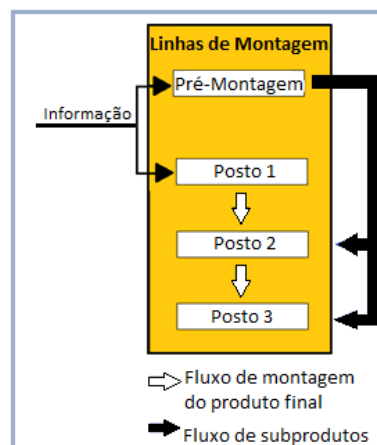 Linhas de Montagem
Pré-Montagem
Informação
Posto 1
Posto 2
Posto 3
Fluxo de montagem
do produto final
Fluxo de subprodutos